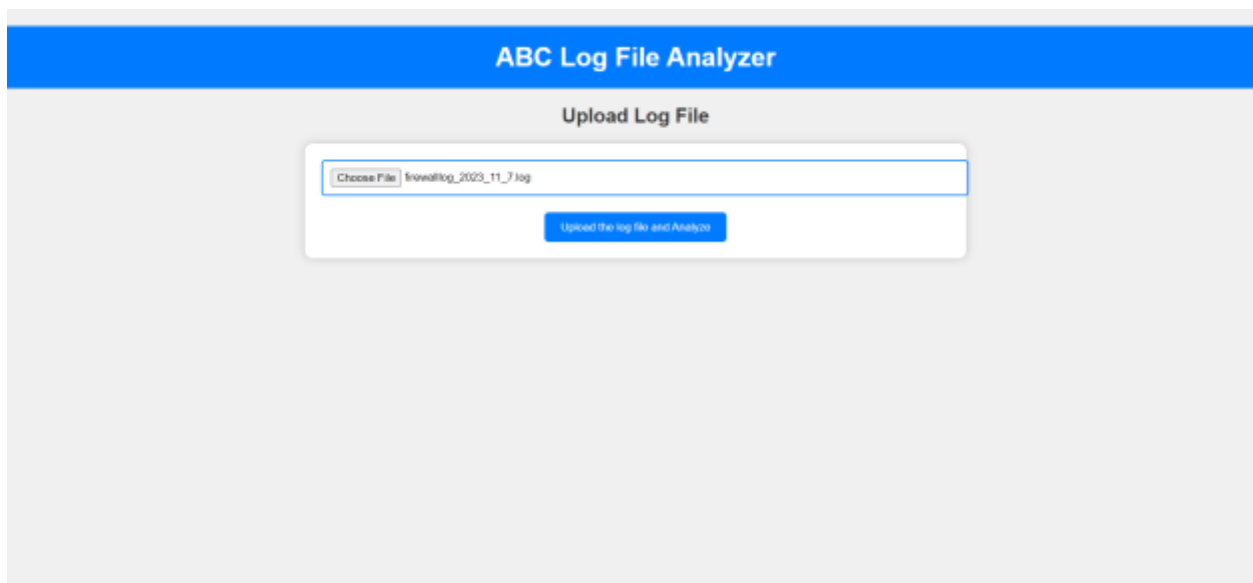 ABC Log File Analyzer
Upload Log File
Choose File firewalllog_2023_11_7.log
Upload the log file and Analyze